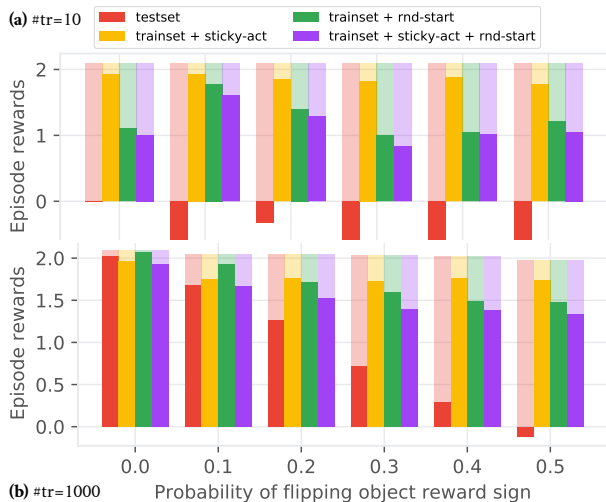 (a) #tr=10
testset
trainset + sticky-act
trainset + rnd-start
trainset + sticky-act + rnd-start
Episode rewards
2
1
0
Episode rewards
2.0
1.5
1.0
0.5
0.0
0.0 0.1 0.2 0.3 0.4 0.5
(b) #tr=1000 Probability of flipping object reward sign